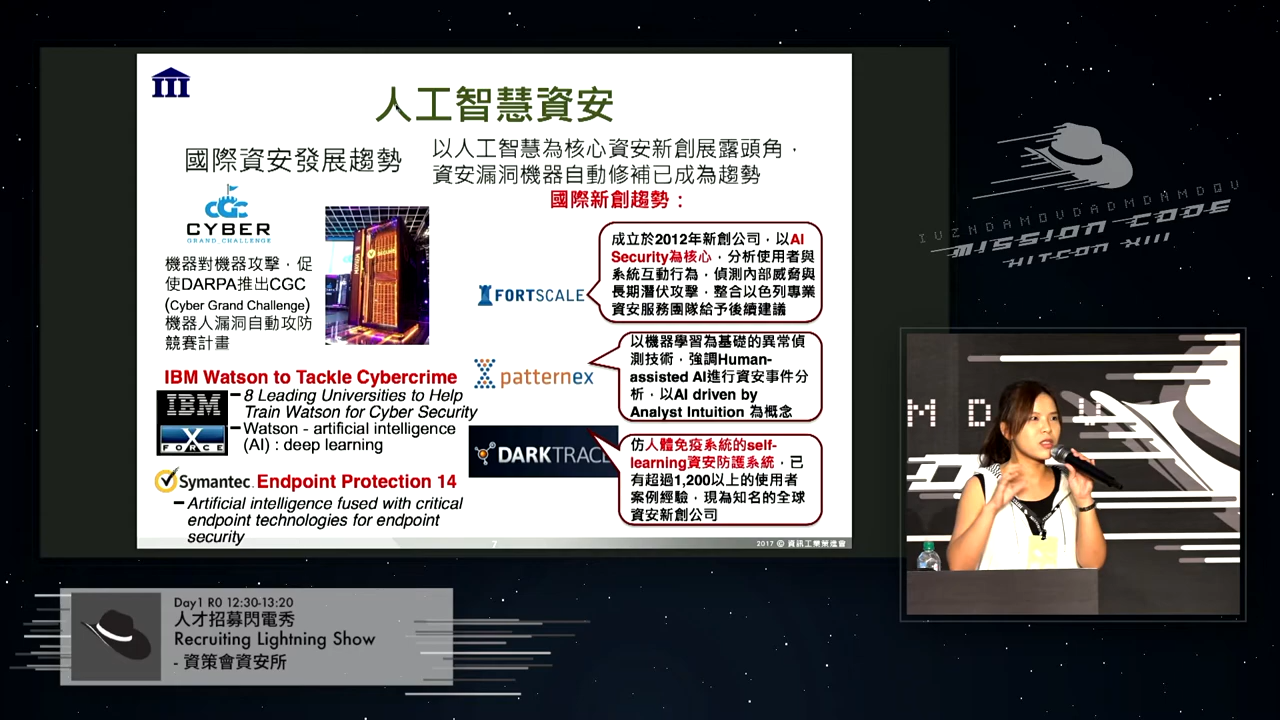 人工智慧資安
國際資安發展趨勢
CGC
CYBER
GRAND CHALLENGE
機器對機器攻擊，促
使DARPA推出CGC
(Cyber Grand Challenge)
機器人漏洞自動攻防
競賽計畫
IBM Watson to Tackle Cybercrime
IBM
X
FORCE
– 8 Leading Universities to Help
Train Watson for Cyber Security
– Watson - artificial intelligence
(AI) : deep learning
Symantec. Endpoint Protection 14
– Artificial intelligence fused with critical
endpoint technologies for endpoint
security
以人工智慧為核心資安新創展露頭角，
資安漏洞機器自動修補已成為趨勢
國際新創趨勢：
FORTSCALE
成立於2012年新創公司，以AI
Security為核心，分析使用者與
系統互動行為，偵測內部威脅與
長期潛伏攻擊，整合以色列專業
資安服務團隊給予後續建議
patternex
以機器學習為基礎的異常偵
測技術，強調Human-
assisted AI進行資安事件分
析，以AI driven by
Analyst Intuition 為概念
DARKTRACE
仿人體免疫系統的self-
learning資安防護系統，已
有超過1,200以上的使用者
案例經驗，現為知名的全球
資安新創公司
7
2017 © 資訊工業策進會
IVZNDAMOVDADMDNMDQV
MISSION CODE
HITCON XIII
M D
V
Day1 R0 12:30-13:20
人才招募閃電秀
Recruiting Lightning Show
- 資策會資安所